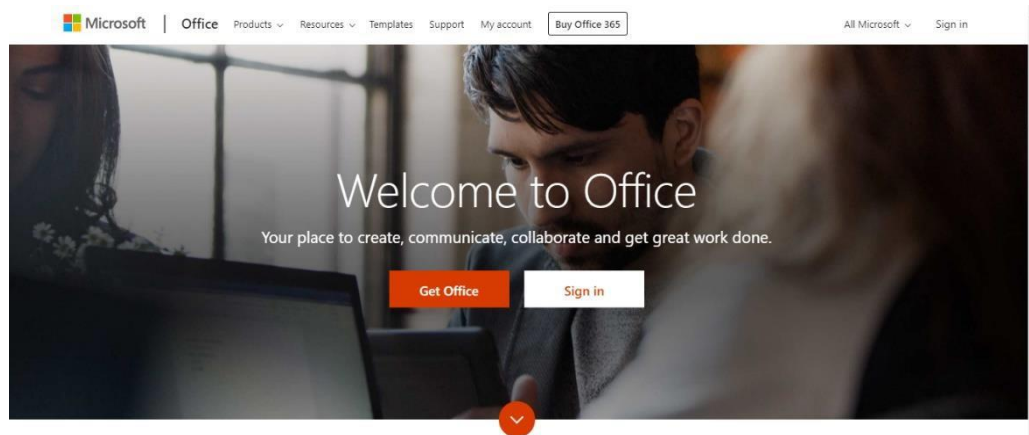 Microsoft Office Products Resources Templates Support My account Buy Office 365 All Microsoft Sign in
Welcome to Office
Your place to create, communicate, collaborate and get great work done.
Get Office Sign in